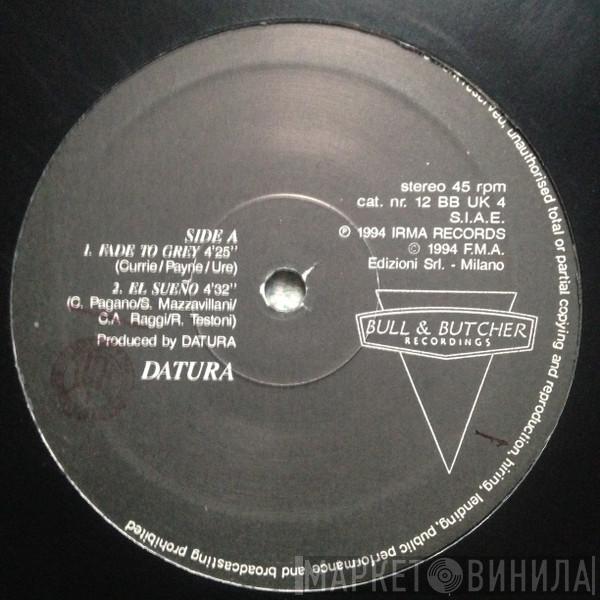 SIDE A
1. FADE TO GREY 4'25"
(Currie/Payne/Ure)
2. EL SUEÑO 4'32"
(C. Pagano/S. Mazzavillani/
C.A. Raggi/R. Testoni)
Produced by DATURA
DATURA
stereo 45 rpm
cat. nr. 12 BB UK 4
S.I.A.E.
℗ 1994 IRMA RECORDS
© 1994 F.M.A.
Edizioni Srl. - Milano
BULL & BUTCHER
RECORDINGS
reserved, unauthorised total or partial copying and reproduction, hiring, lending, public performance and broadcasting prohibited
МАРКЕТ ВИНИЛА